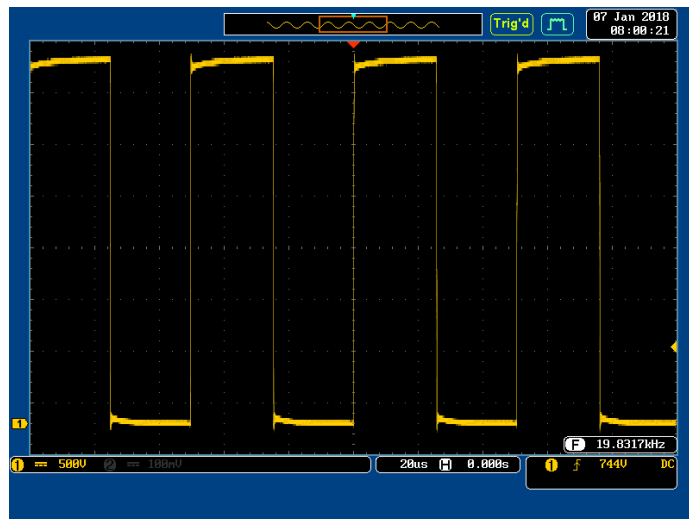 Trig'd
07 Jan 2018
08:00:21
1
F 19.8317kHz
1 500V 2 100mV 20us H 0.000s 1 744V DC